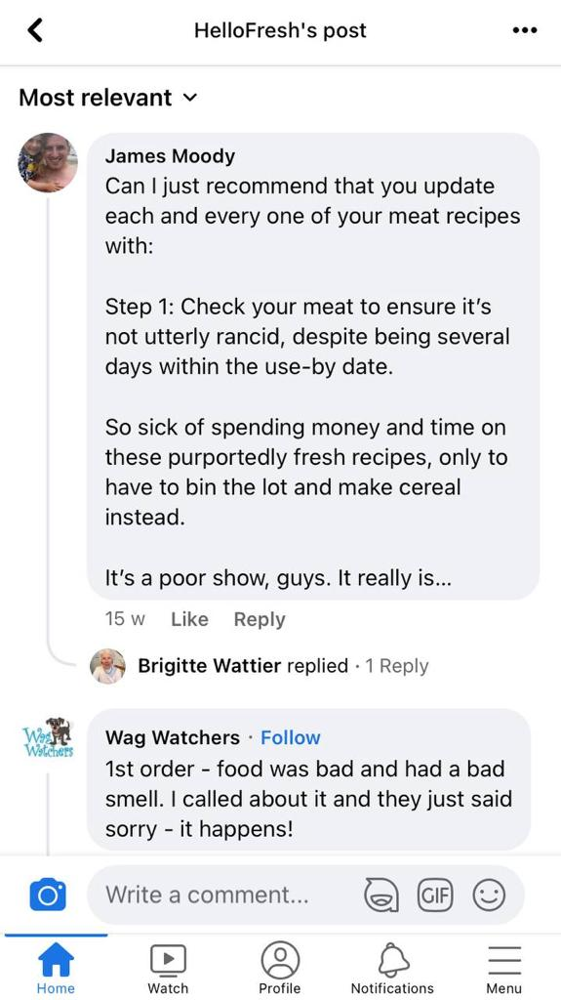 HelloFresh's post
Most relevant
James Moody
Can I just recommend that you update
each and every one of your meat recipes
with:
Step 1: Check your meat to ensure it's
not utterly rancid, despite being several
days within the use-by date.
So sick of spending money and time on
these purportedly fresh recipes, only to
have to bin the lot and make cereal
instead.
It's a poor show, guys. It really is...
15 w Like Reply
Brigitte Wattier replied · 1 Reply
Wag
Watchers
Wag Watchers · Follow
1st order - food was bad and had a bad
smell. I called about it and they just said
sorry - it happens!
Write a comment...
GIF
Home Watch Profile Notifications Menu